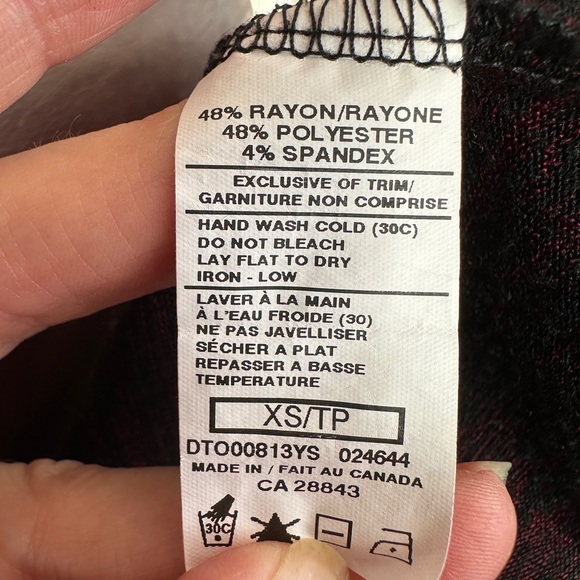 48% RAYON/RAYONE
48% POLYESTER
4% SPANDEX
EXCLUSIVE OF TRIM/
GARNITURE NON COMPRISE
HAND WASH COLD (30C)
DO NOT BLEACH
LAY FLAT TO DRY
IRON - LOW
LAVER À LA MAIN
À L'EAU FROIDE (30)
NE PAS JAVELLISER
SÉCHER A PLAT
REPASSER A BASSE
TEMPERATURE
XS/TP
DTO00813YS 024644
MADE IN / FAIT AU CANADA
CA 28843
30C